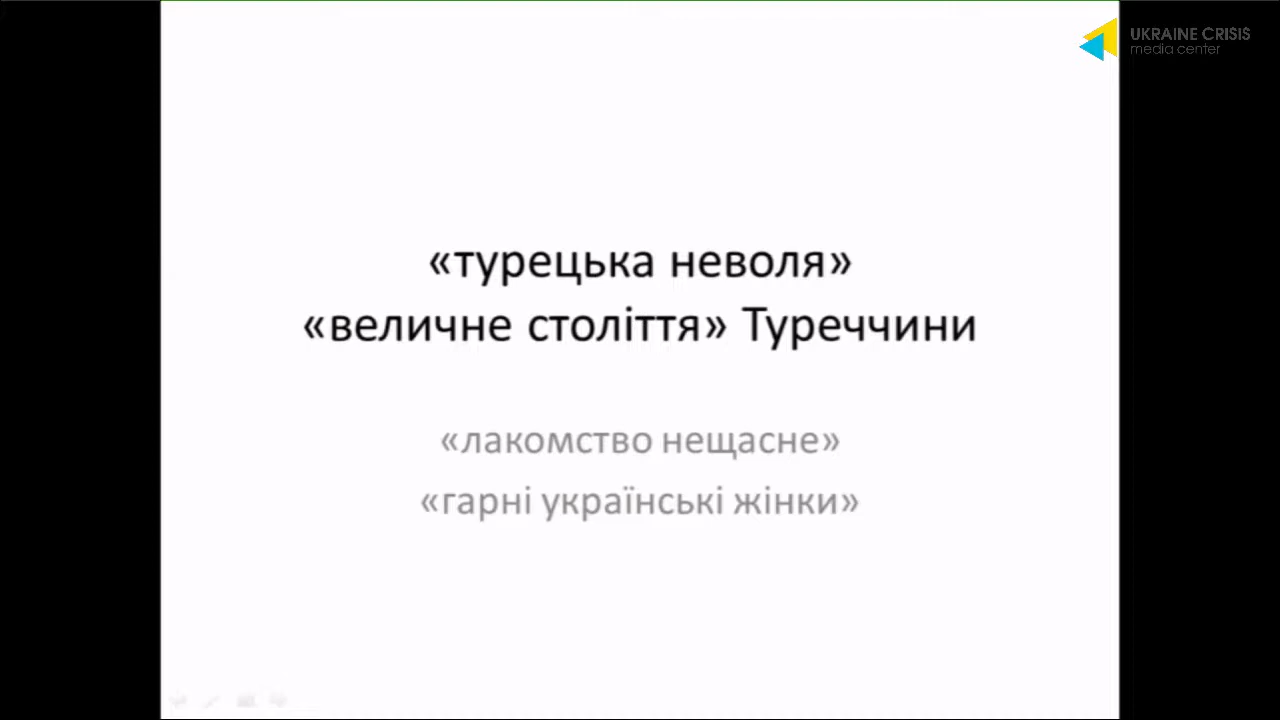 UKRAINE CRISIS
media center
«турецька неволя»
«величне століття» Туреччини
«лакомство нещасне»
«гарні українські жінки»